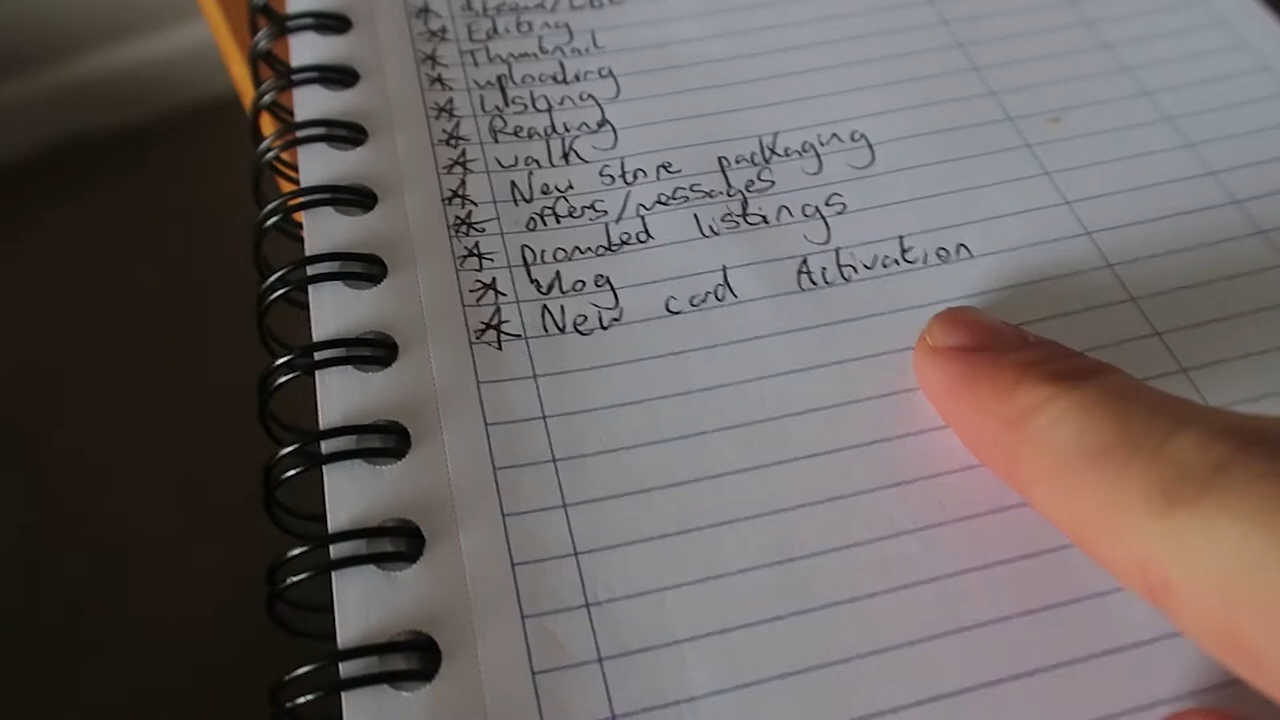 * Editing
* Thumbnail
* uploading
* Listing
* Reading
* walk
* New store packaging
* offers/messages
* promoted listings
* Vlog
* New card Activation